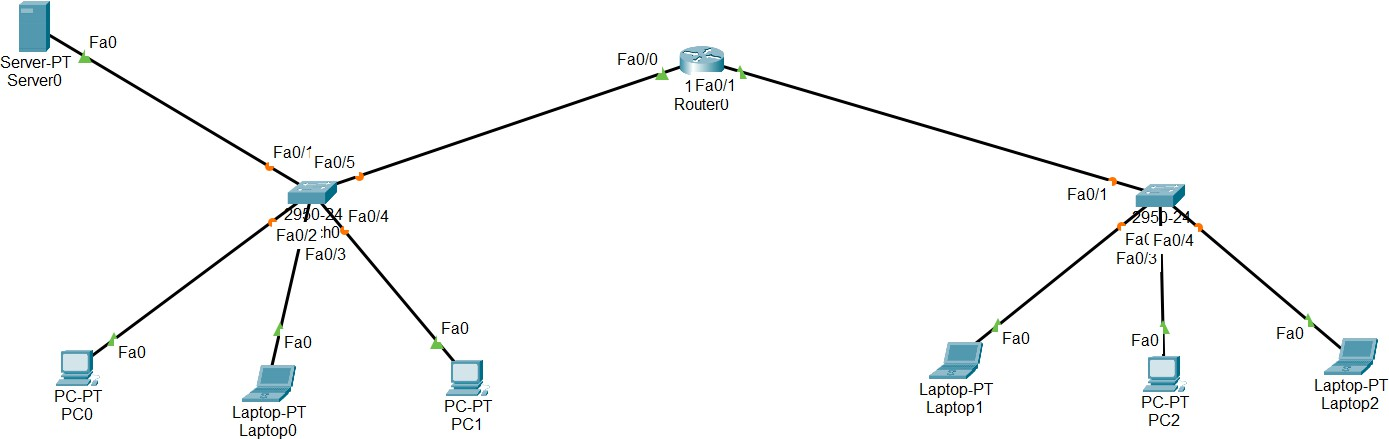 Fa0
Server-PT
Server0
Fa0/0
1
Fa0/1
Router0
Fa0/1
Fa0/5
2950-24
Fa0/4
Fa0/2
h0
Fa0/3
Fa0/1
2950-24
Fa0/4
Fa0/3
Fa0
PC-PT
PC0
Fa0
Laptop-PT
Laptop0
Fa0
PC-PT
PC1
Fa0
Laptop-PT
Laptop1
Fa0
PC-PT
PC2
Fa0
Laptop-PT
Laptop2